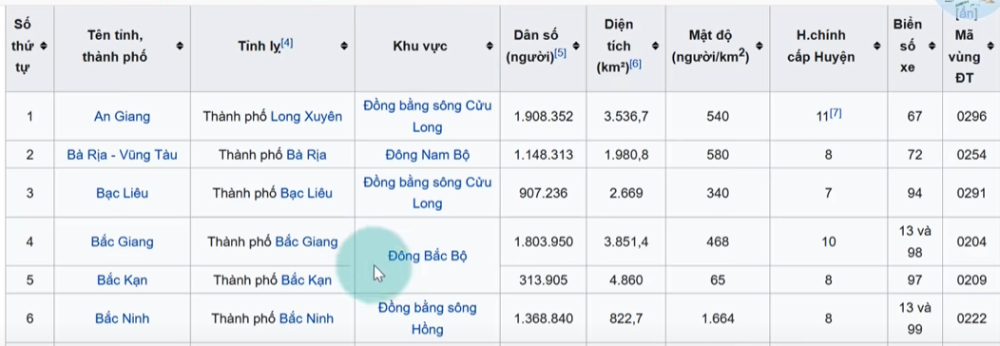 [ẩn]
Số thứ tự | Tên tỉnh, thành phố | Tỉnh lỵ[4] | Khu vực | Dân số (người)[5] | Diện tích (km²)[6] | Mật độ (người/km²) | H.chính cấp Huyện | Biển số xe | Mã vùng ĐT
1 | An Giang | Thành phố Long Xuyên | Đồng bằng sông Cửu Long | 1.908.352 | 3.536,7 | 540 | 11[7] | 67 | 0296
2 | Bà Rịa - Vũng Tàu | Thành phố Bà Rịa | Đông Nam Bộ | 1.148.313 | 1.980,8 | 580 | 8 | 72 | 0254
3 | Bạc Liêu | Thành phố Bạc Liêu | Đồng bằng sông Cửu Long | 907.236 | 2.669 | 340 | 7 | 94 | 0291
4 | Bắc Giang | Thành phố Bắc Giang | Đông Bắc Bộ | 1.803.950 | 3.851,4 | 468 | 10 | 13 và 98 | 0204
5 | Bắc Kạn | Thành phố Bắc Kạn | 313.905 | 4.860 | 65 | 8 | 97 | 0209
6 | Bắc Ninh | Thành phố Bắc Ninh | Đồng bằng sông Hồng | 1.368.840 | 822,7 | 1.664 | 8 | 13 và 99 | 0222